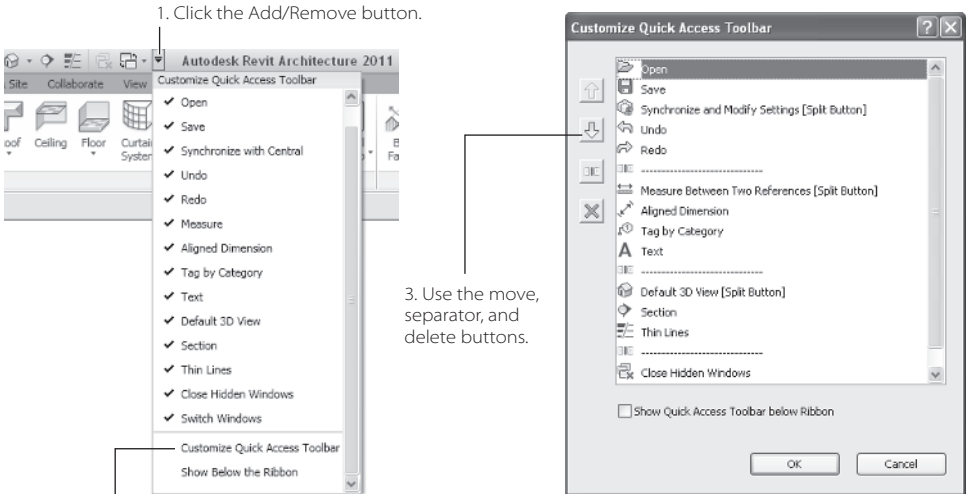 1. Click the Add/Remove button.
Autodesk Revit Architecture 2011
Site Collaborate View
Customize Quick Access Toolbar
oof Ceiling Floor Curtai
System
Open
Save
Synchronize with Central
Undo
Redo
Measure
Aligned Dimension
Tag by Category
Text
Default 3D View
Section
Thin Lines
Close Hidden Windows
Switch Windows
Customize Quick Access Toolbar
Show Below the Ribbon
B
Fa
3. Use the move,
separator, and
delete buttons.
Customize Quick Access Toolbar
Open
Save
Synchronize and Modify Settings [Split Button]
Undo
Redo
------------------------------
Measure Between Two References [Split Button]
Aligned Dimension
Tag by Category
A Text
------------------------------
Default 3D View [Split Button]
Section
Thin Lines
------------------------------
Close Hidden Windows
Show Quick Access Toolbar below Ribbon
OK Cancel